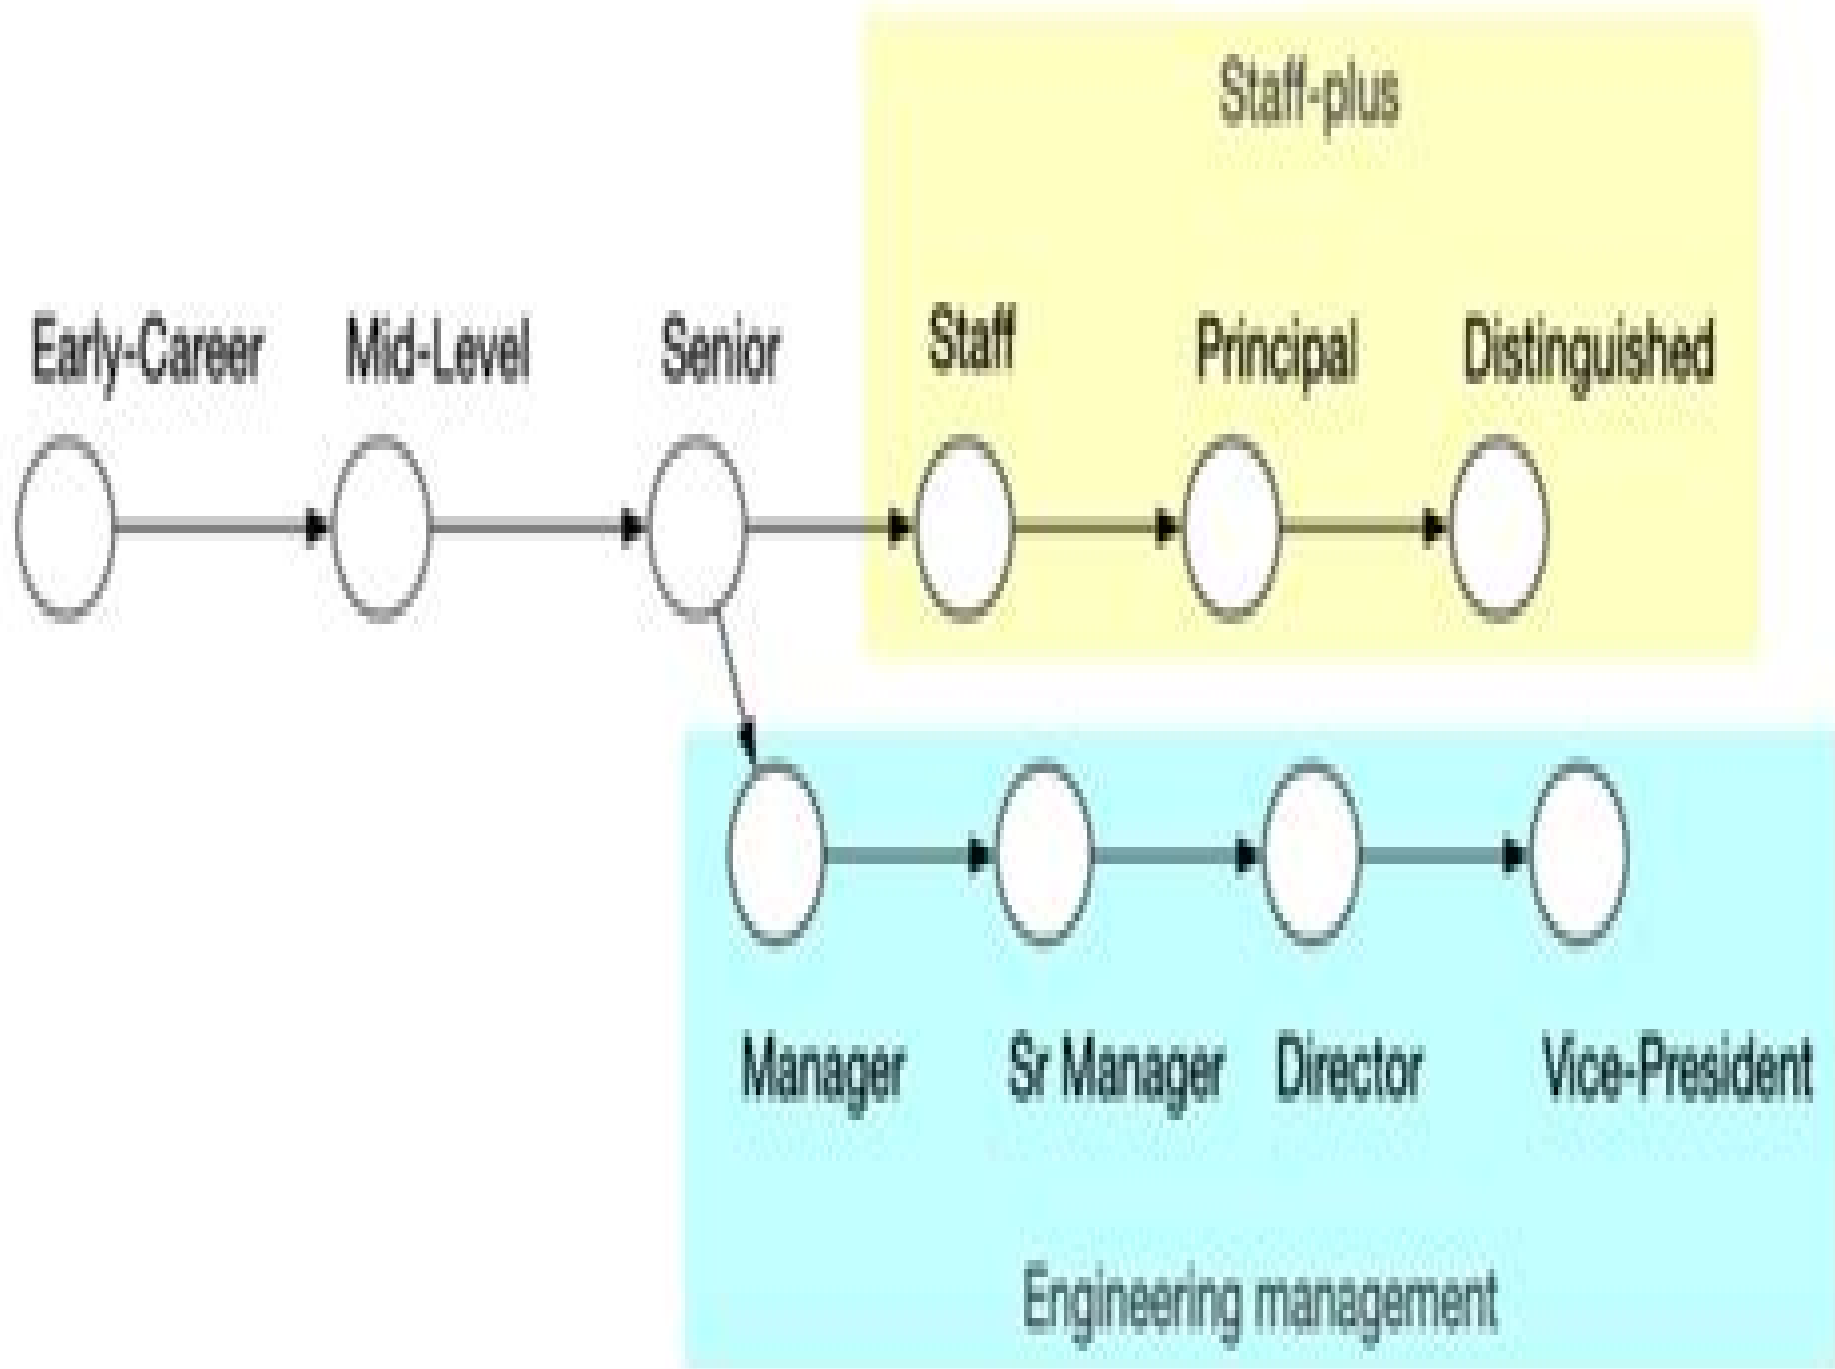 Staff-plus
Early-Career Mid-Level Senior Staff Principal Distinguished
Manager Sr Manager Director Vice-President
Engineering management